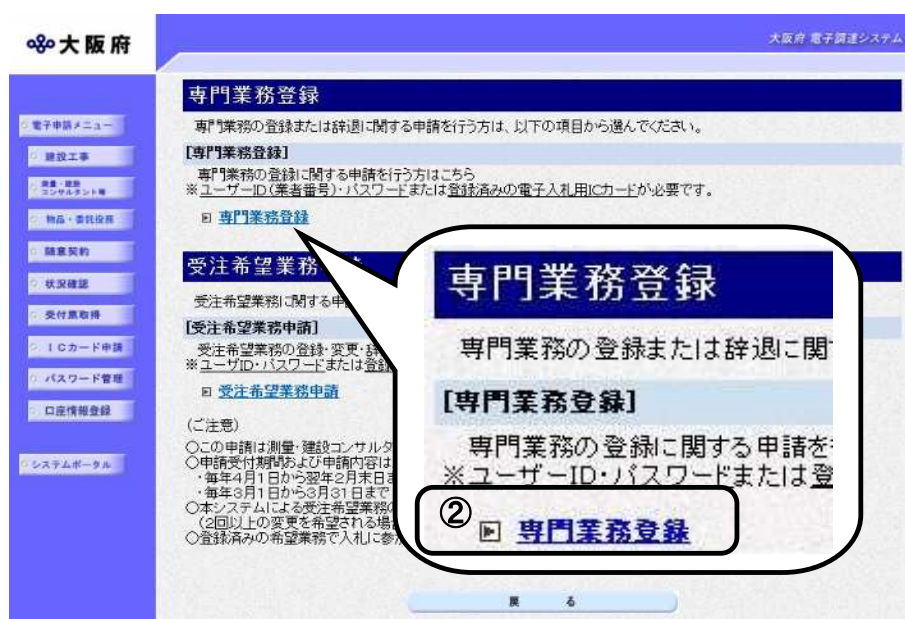 大阪府
大阪府 電子調達システム
電子申請メニュー
建設工事
測量・建設
コンサルタント等
物品・委託役務
随意契約
状況確認
受付票取得
ICカード申請
パスワード管理
口座情報登録
システムポータル
専門業務登録
専門業務の登録または辞退に関する申請を行う方は、以下の項目から選んでください。
[専門業務登録]
専門業務の登録に関する申請を行う方はこちら
※ユーザーID(業者番号)・パスワードまたは登録済みの電子入札用ICカードが必要です。
専門業務登録
受注希望業務
受注希望業務に関する申
[受注希望業務申請]
受注希望業務の登録・変更・辞
※ユーザID・パスワードまたは登録
受注希望業務申請
(ご注意)
○この申請は測量・建設コンサルタ
○申請受付期間および申請内容は
・毎年4月1日から翌年2月末日ま
・毎年3月1日から3月31日まで
○本システムによる受注希望業務の
(2回以上の変更を希望される場
○登録済みの希望業務で入札に参
専門業務登録
専門業務の登録または辞退に関
[専門業務登録]
専門業務の登録に関する申請を
※ユーザーID・パスワードまたは登
②
専門業務登録
戻る